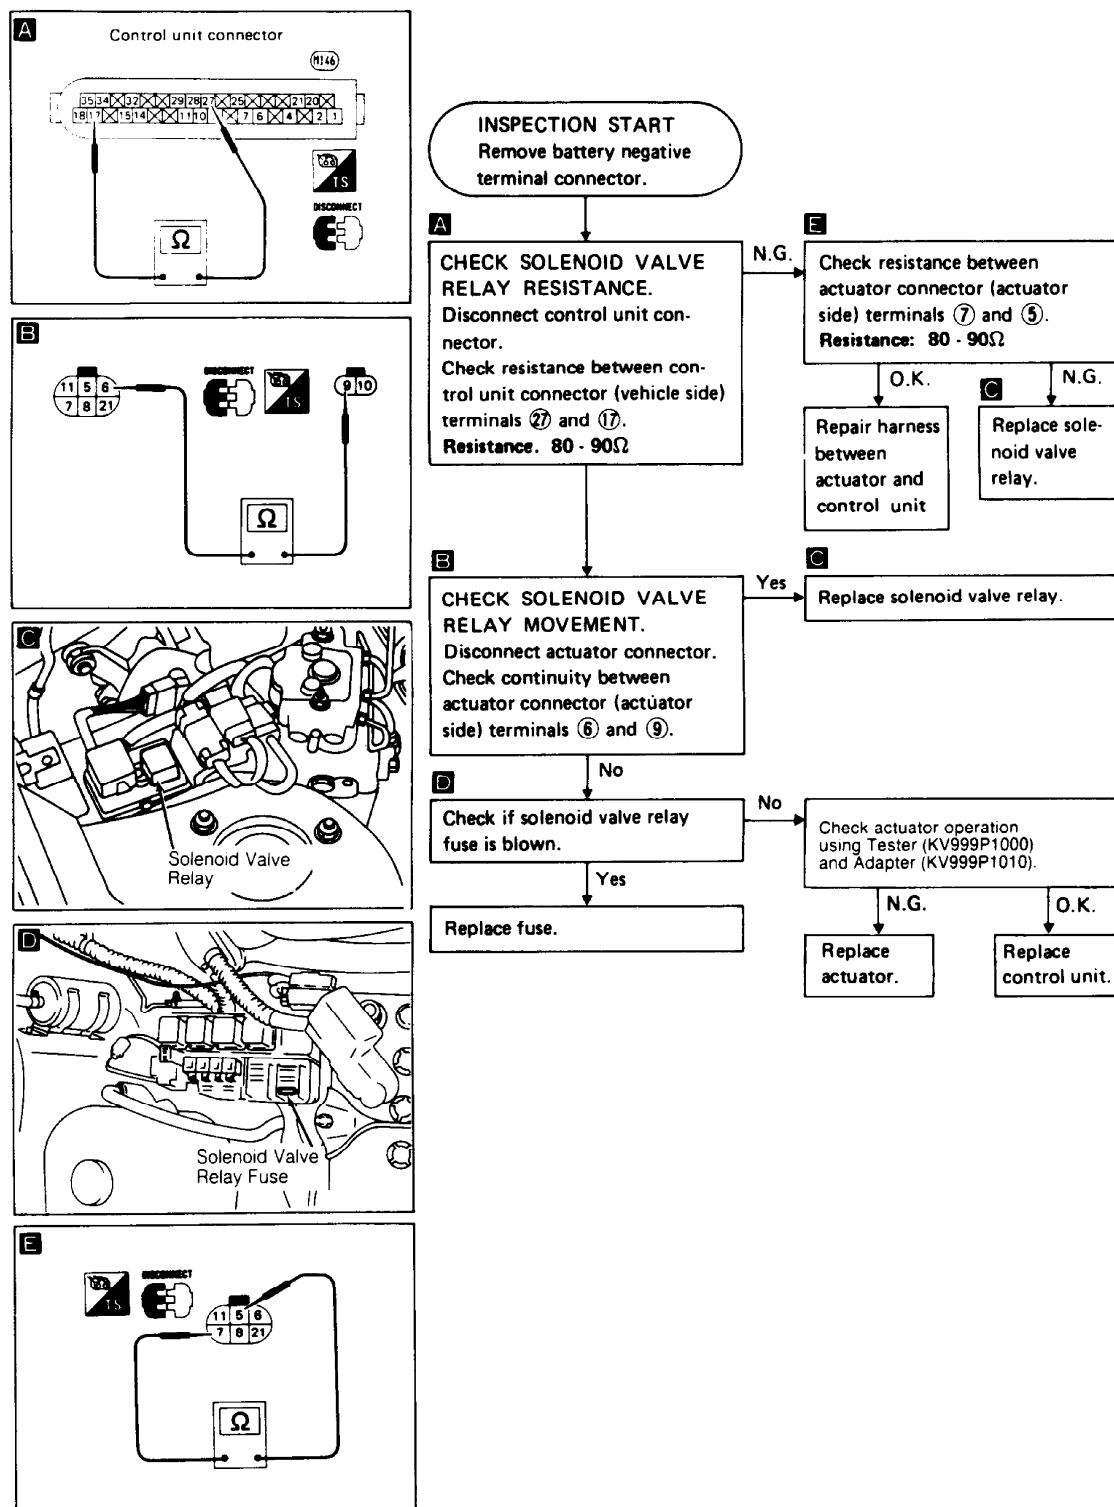 A
Control unit connector
M146
35 34 32 29 28 27 25 21 20
18 17 15 14 11 10 7 6 4 2 1
TS
DISCONNECT
Ω
B
11 5 6
7 8 21
DISCONNECT
TS
9 10
Ω
C
Solenoid Valve
Relay
D
Solenoid Valve
Relay Fuse
E
TS
DISCONNECT
11 5 6
7 8 21
Ω
INSPECTION START
Remove battery negative
terminal connector.
A
CHECK SOLENOID VALVE
RELAY RESISTANCE.
Disconnect control unit con-
nector.
Check resistance between con-
trol unit connector (vehicle side)
terminals 27 and 17.
Resistance. 80 - 90Ω
N.G.
E
Check resistance between
actuator connector (actuator
side) terminals 7 and 5.
Resistance: 80 - 90Ω
O.K.
Repair harness
between
actuator and
control unit
N.G.
C
Replace sole-
noid valve
relay.
B
CHECK SOLENOID VALVE
RELAY MOVEMENT.
Disconnect actuator connector.
Check continuity between
actuator connector (actuator
side) terminals 6 and 9.
Yes
C
Replace solenoid valve relay.
No
D
Check if solenoid valve relay
fuse is blown.
Yes
Replace fuse.
No
Check actuator operation
using Tester (KV999P1000)
and Adapter (KV999P1010).
N.G.
Replace
actuator.
O.K.
Replace
control unit.